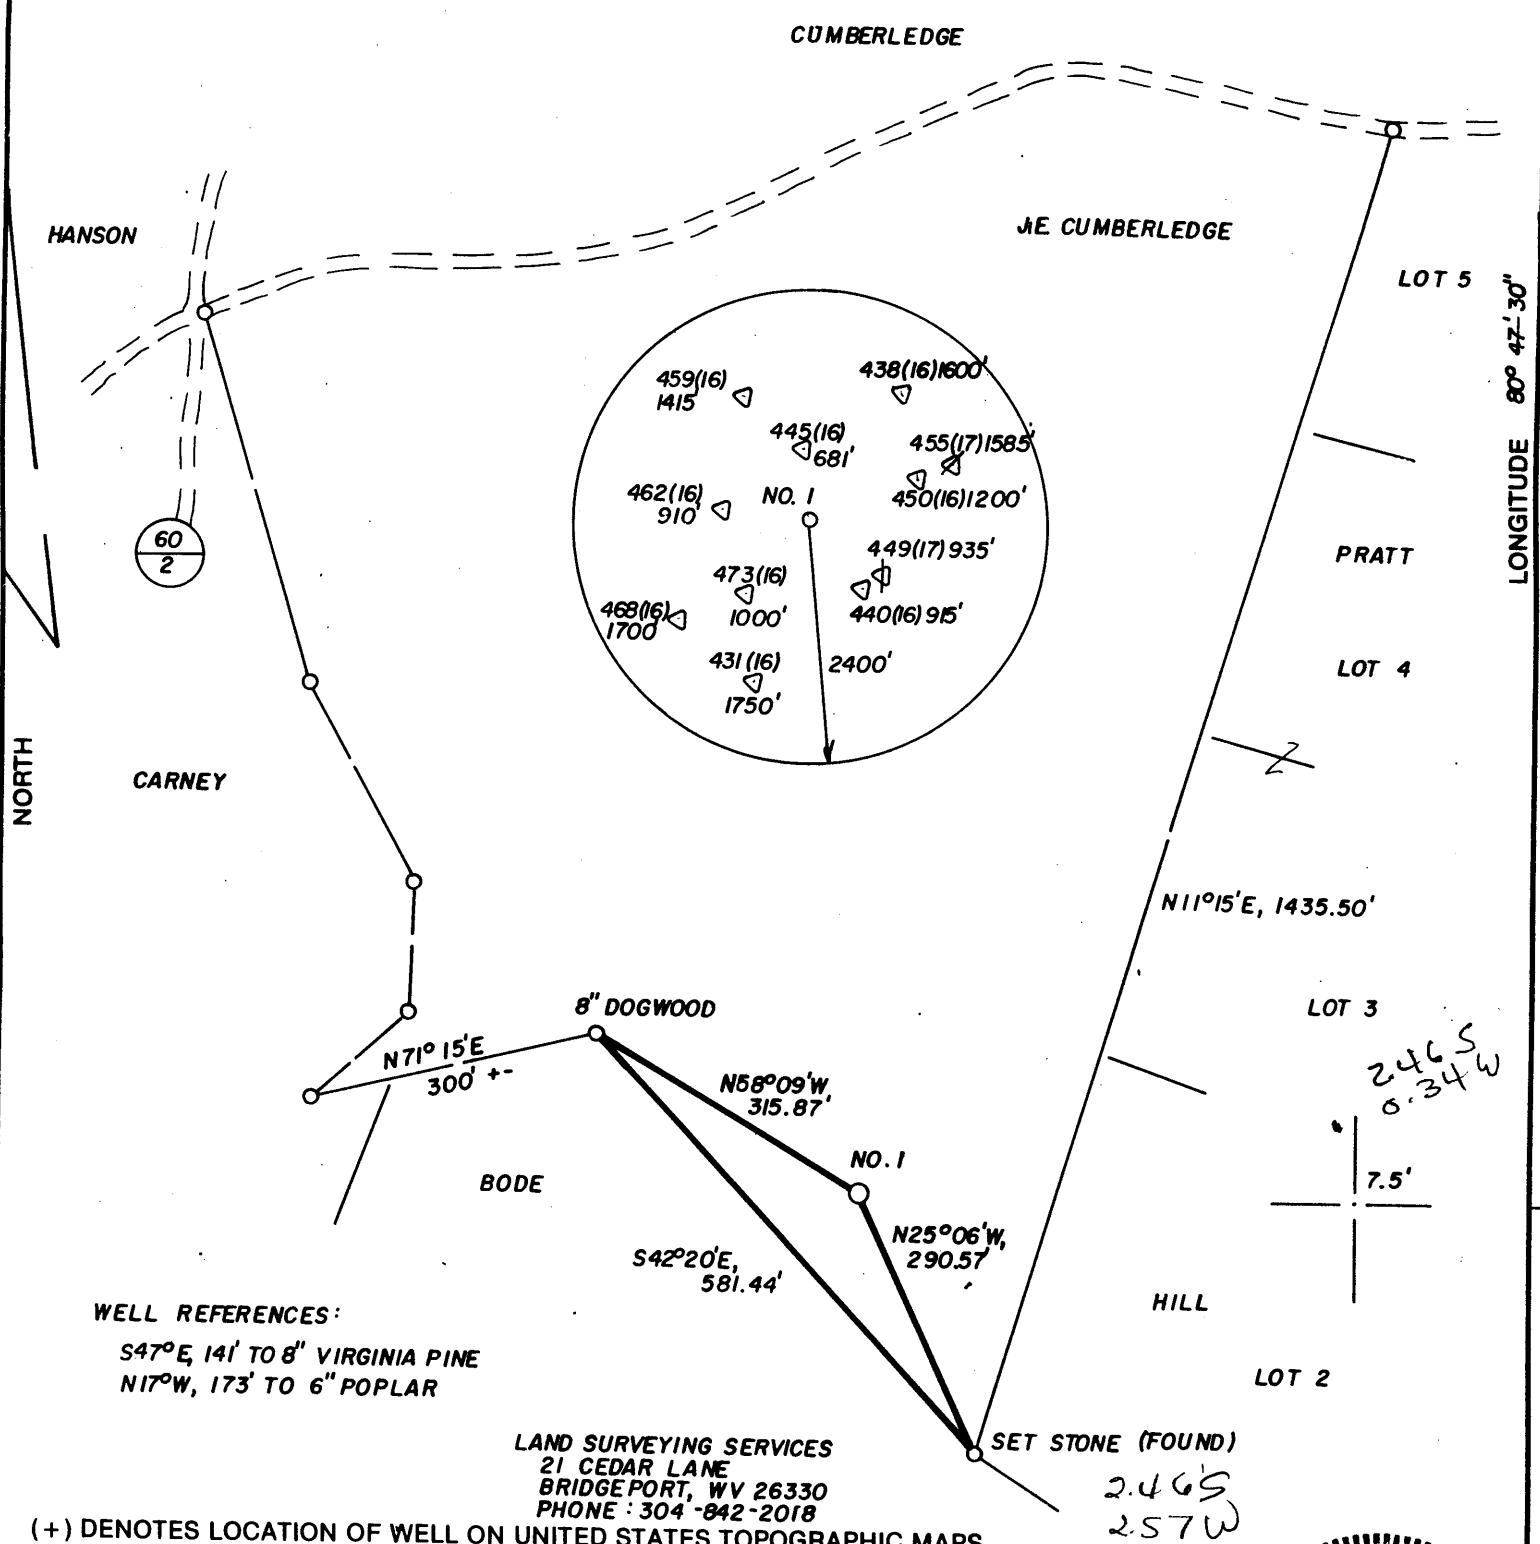 CUMBERLEDGE
HANSON
J.E. CUMBERLEDGE
LOT 5
LONGITUDE 80° 47' 30"
459(16)
1415
438(16)1600'
445(16)
681'
455(17)1585'
450(16)1200'
462(16)
910'
NO. 1
449(17)935'
440(16)915'
473(16)
1000'
468(16)
1700'
431(16)
1750'
2400'
60
2
PRATT
LOT 4
2
NORTH
CARNEY
N11°15'E, 1435.50'
LOT 3
2.46 S
0.34 W
8" DOGWOOD
N71° 15'E
300' +-
N58°09'W,
315.87'
NO. 1
7.5'
BODE
N25°06'W,
290.57'
S42°20'E,
581.44'
HILL
LOT 2
WELL REFERENCES:
S47°E, 141' TO 8" VIRGINIA PINE
N17°W, 173' TO 6" POPLAR
SET STONE (FOUND)
2.46'S
2.57 W
LAND SURVEYING SERVICES
21 CEDAR LANE
BRIDGEPORT, WV 26330
PHONE: 304-842-2018
(+) DENOTES LOCATION OF WELL ON UNITED STATES TOPOGRAPHIC MAPS